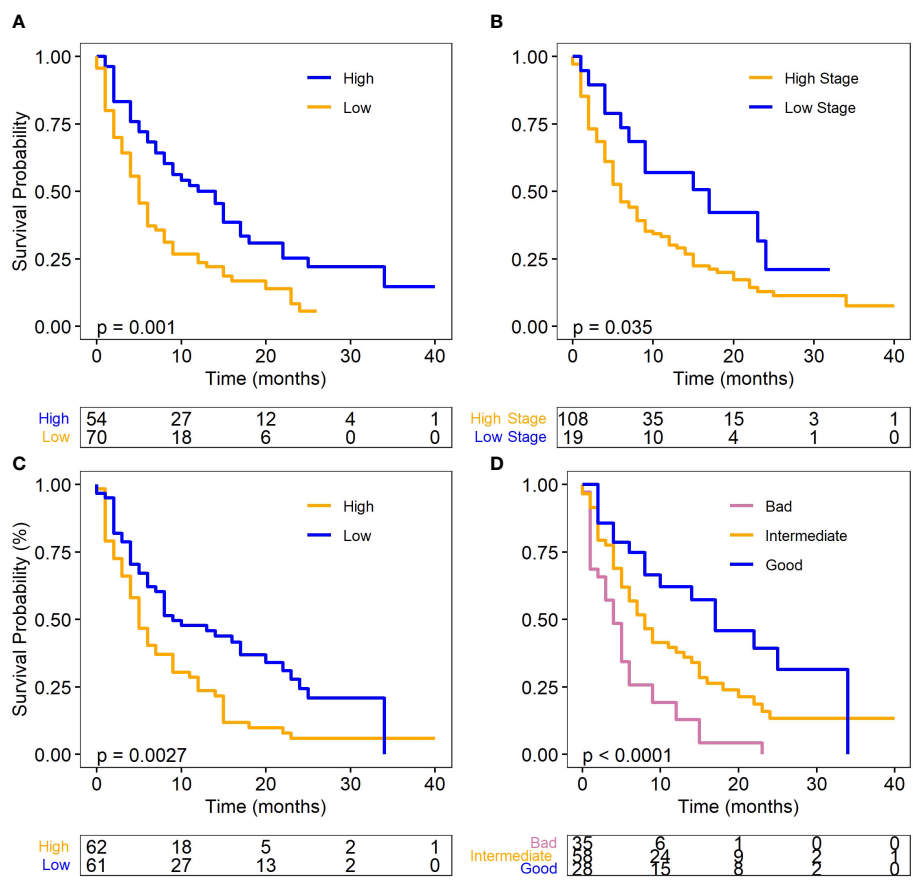 A
Survival Probability
1.00
0.75
0.50
0.25
0.00
High
Low
p = 0.001
0 10 20 30 40
Time (months)
High 54 27 12 4 1
Low 70 18 6 0 0
B
1.00
0.75
0.50
0.25
0.00
High Stage
Low Stage
p = 0.035
0 10 20 30 40
Time (months)
High Stage 108 35 15 3 1
Low Stage 19 10 4 1 0
C
Survival Probability (%)
1.00
0.75
0.50
0.25
0.00
High
Low
p = 0.0027
0 10 20 30 40
Time (months)
High 62 18 5 2 1
Low 61 27 13 2 0
D
1.00
0.75
0.50
0.25
0.00
Bad
Intermediate
Good
p < 0.0001
0 10 20 30 40
Time (months)
Bad 35 6 1 0 0
Intermediate 58 24 9 2 1
Good 28 15 8 2 0